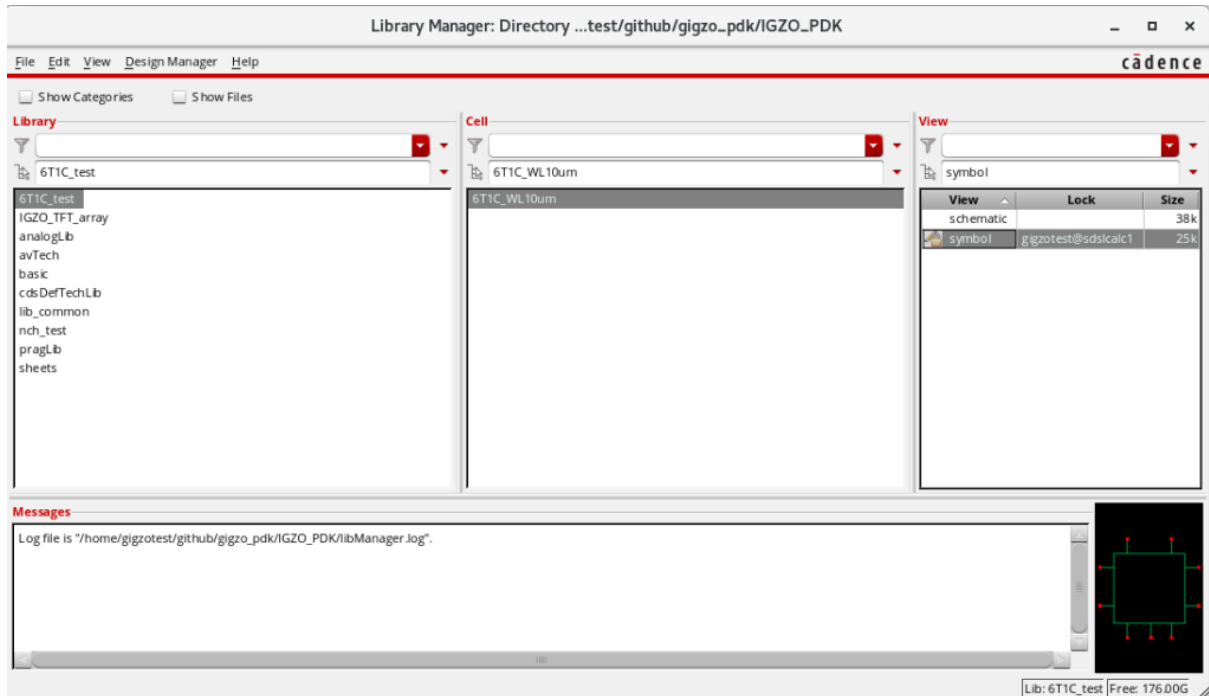 Library Manager: Directory ...test/github/gigzo_pdk/IGZO_PDK
File Edit View Design Manager Help
cādence
Show Categories Show Files
Library
6T1C_test
6T1C_test
IGZO_TFT_array
analogLib
avTech
basic
cdsDefTechLib
lib_common
nch_test
pragLib
sheets
Cell
6T1C_WL10um
6T1C_WL10um
View
symbol
View Lock Size
schematic 38k
symbol gigzotest@sdslcalc1 25k
Messages
Log file is "/home/gigzotest/github/gigzo_pdk/IGZO_PDK/libManager.log".
Lib: 6T1C_test Free: 176.00G